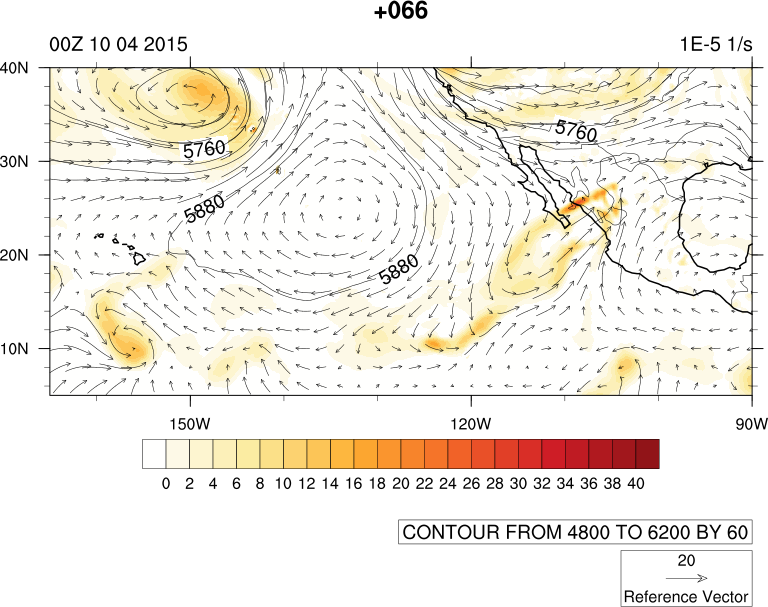 +066
00Z 10 04 2015 1E-5 1/s
40N
5760
5760
30N
5880
20N
5880
10N
150W 120W 90W
0 2 4 6 8 10 12 14 16 18 20 22 24 26 28 30 32 34 36 38 40
CONTOUR FROM 4800 TO 6200 BY 60
20
Reference Vector